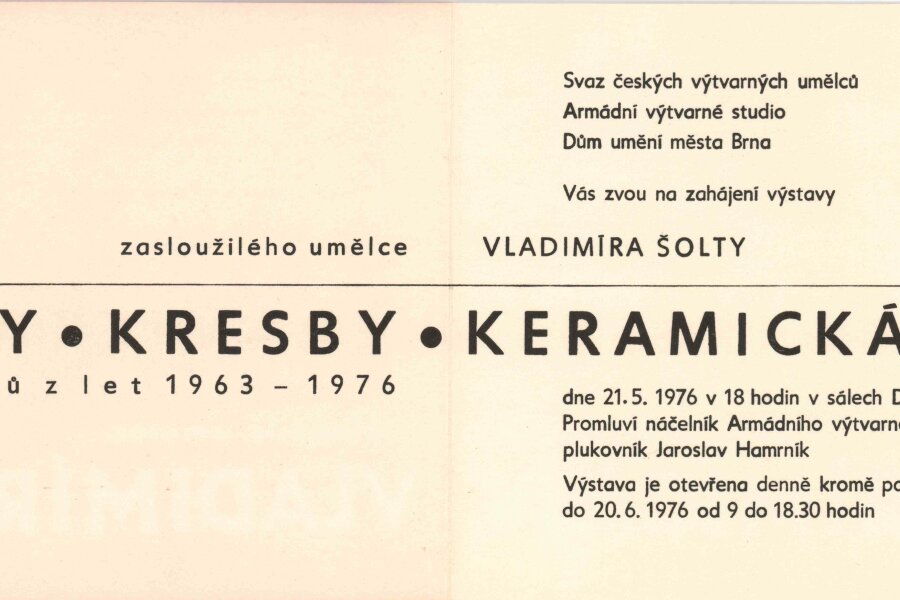 Svaz českých výtvarných umělců
Armádní výtvarné studio
Dům umění města Brna
Vás zvou na zahájení výstavy
zasloužilého umělce VLADIMÍRA ŠOLTY
Y • KRESBY • KERAMICKÁ
ů z let 1963 – 1976
dne 21. 5. 1976 v 18 hodin v sálech D
Promluví náčelník Armádního výtvarné
plukovník Jaroslav Hamrník
Výstava je otevřena denně kromě po
do 20. 6. 1976 od 9 do 18.30 hodin
VLADIMÍR